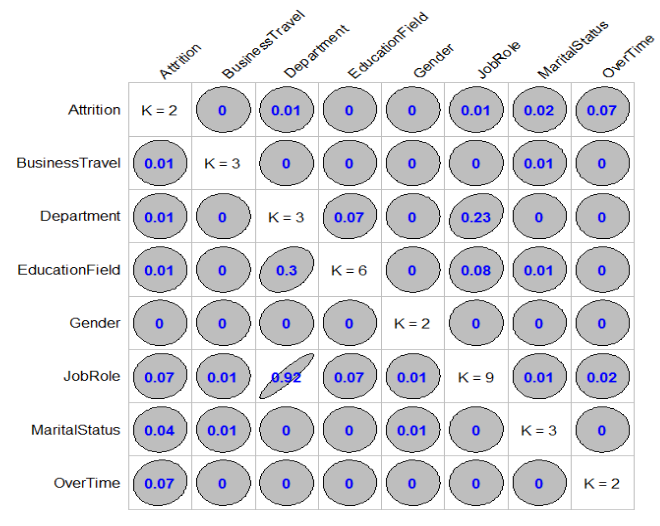 Attrition BusinessTravel Department EducationField Gender JobRole MaritalStatus OverTime
Attrition K = 2 0 0.01 0 0 0.01 0.02 0.07
BusinessTravel 0.01 K = 3 0 0 0 0 0.01 0
Department 0.01 0 K = 3 0.07 0 0.23 0 0
EducationField 0.01 0 0.3 K = 6 0 0.08 0.01 0
Gender 0 0 0 0 K = 2 0 0 0
JobRole 0.07 0.01 0.92 0.07 0.01 K = 9 0.01 0.02
MaritalStatus 0.04 0.01 0 0 0.01 0 K = 3 0
OverTime 0.07 0 0 0 0 0 0 K = 2